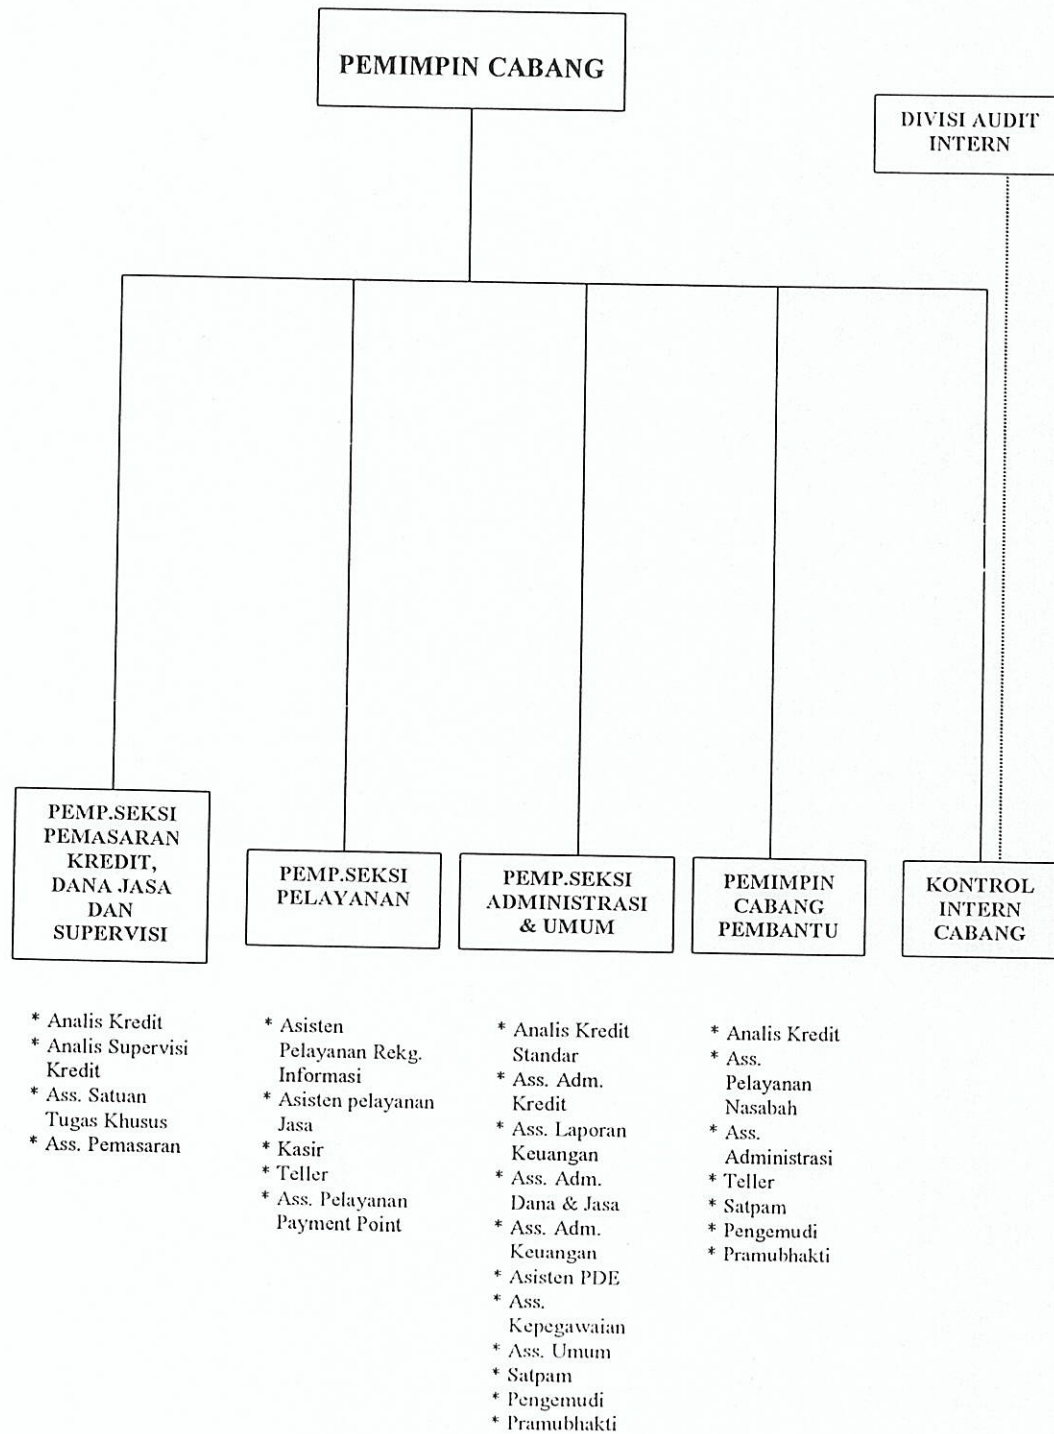 PEMIMPIN CABANG
DIVISI AUDIT
INTERN
PEMP.SEKSI
PEMASARAN
KREDIT,
DANA JASA
DAN
SUPERVISI
PEMP.SEKSI
PELAYANAN
PEMP.SEKSI
ADMINISTRASI
& UMUM
PEMIMPIN
CABANG
PEMBANTU
KONTROL
INTERN
CABANG
* Analis Kredit
* Analis Supervisi
Kredit
* Ass. Satuan
Tugas Khusus
* Ass. Pemasaran
* Asisten
Pelayanan Rekg.
Informasi
* Asisten pelayanan
Jasa
* Kasir
* Teller
* Ass. Pelayanan
Payment Point
* Analis Kredit
Standar
* Ass. Adm.
Kredit
* Ass. Laporan
Keuangan
* Ass. Adm.
Dana & Jasa
* Ass. Adm.
Keuangan
* Asisten PDE
* Ass.
Kepegawaian
* Ass. Umum
* Satpam
* Pengemudi
* Pramubhakti
* Analis Kredit
* Ass.
Pelayanan
Nasabah
* Ass.
Administrasi
* Teller
* Satpam
* Pengemudi
* Pramubhakti